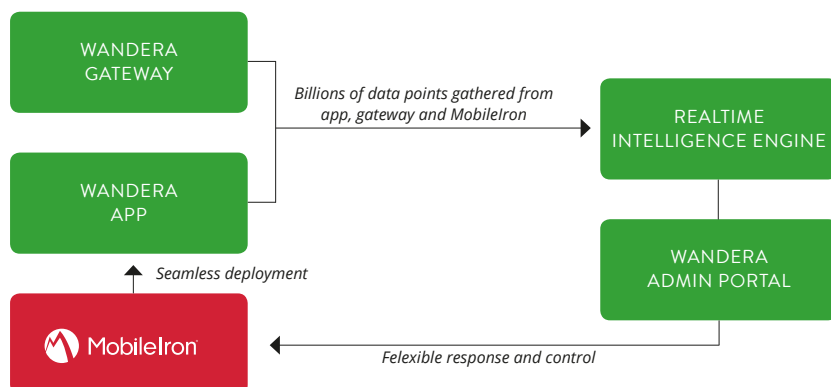 WANDERA
GATEWAY
Billions of data points gathered from
app, gateway and MobileIron
REALTIME
INTELLIGENCE ENGINE
WANDERA
APP
WANDERA
ADMIN PORTAL
Seamless deployment
MobileIron
Felexible response and control